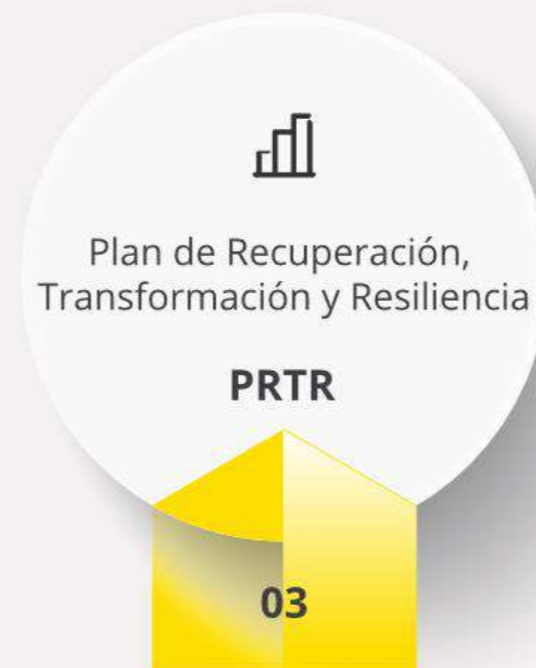 Plan de Recuperación,
Transformación y Resiliencia
PRTR
03